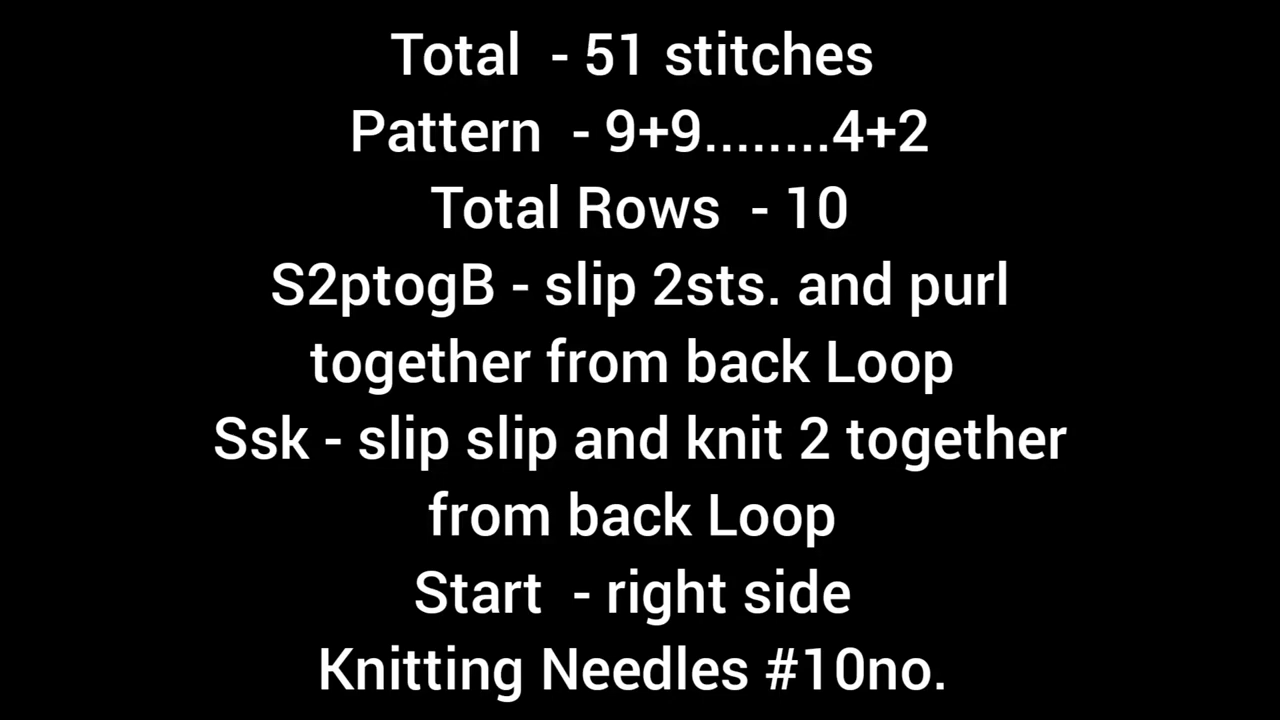 Total - 51 stitches
Pattern - 9+9........4+2
Total Rows - 10
S2ptogB - slip 2sts. and purl
together from back Loop
Ssk - slip slip and knit 2 together
from back Loop
Start - right side
Knitting Needles #10no.